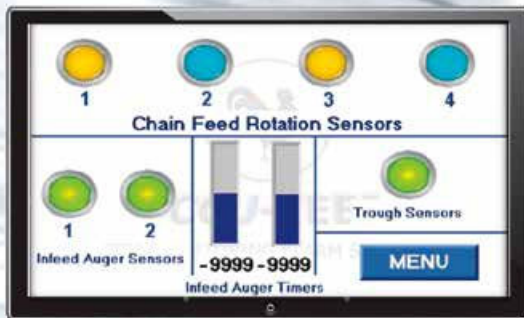 1 2 3 4
Chain Feed Rotation Sensors
1 2
Infeed Auger Sensors
-9999 -9999
Infeed Auger Timers
Trough Sensors
MENU